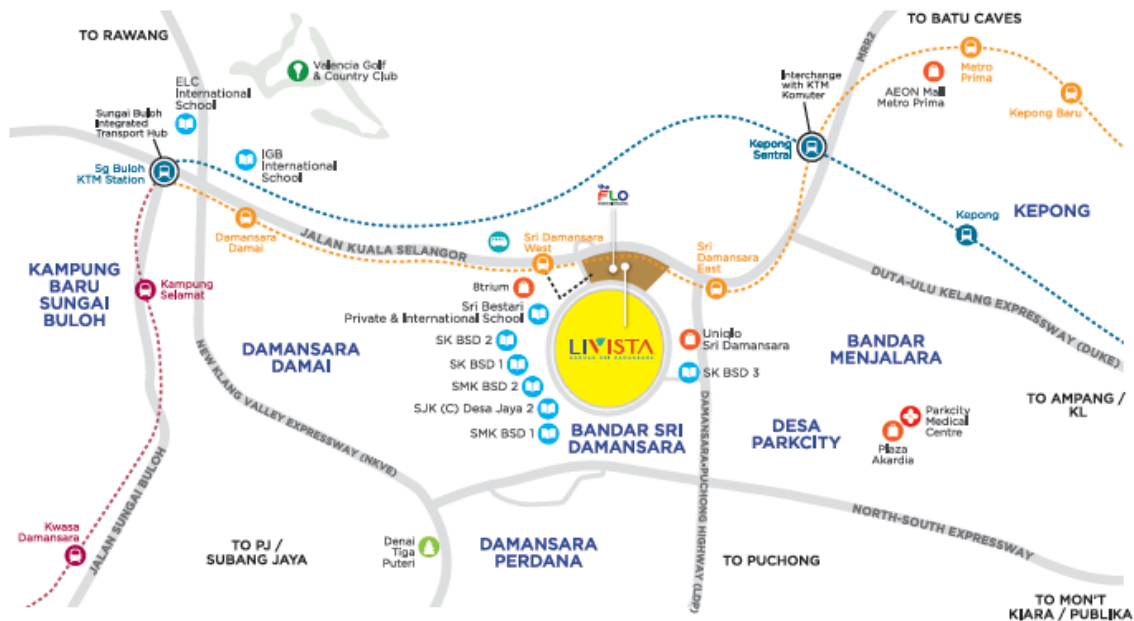 TO RAWANG
TO BATU CAVES
Valencia Golf
& Country Club
ELC
International
School
MRR2
Metro
Prima
Interchange
with KTM
Komuter
AEON Mall
Metro Prima
Kepong Baru
Sungai Buloh
Integrated
Transport Hub
Sg Buloh
KTM Station
IGB
International
School
Kepong
Sentral
the
FLO
Damansara
Damai
JALAN KUALA SELANGOR
Sri Damansara
West
Sri
Damansara
East
Kepong
KEPONG
KAMPUNG
BARU
SUNGAI
BULOH
Kampung
Selamat
8trium
Sri Bestari
Private & International School
SK BSD 2
SK BSD 1
SMK BSD 2
SJK (C) Desa Jaya 2
SMK BSD 1
LIVISTA
BANDAR SRI DAMANSARA
Uniqlo
Sri Damansara
SK BSD 3
DUTA-ULU KELANG EXPRESSWAY (DUKE)
BANDAR
MENJALARA
DAMANSARA
DAMAI
NEW KLANG VALLEY EXPRESSWAY (NKVE)
BANDAR SRI
DAMANSARA
DAMANSARA-PUCHONG HIGHWAY (LDP)
DESA
PARKCITY
Parkcity
Medical
Centre
Plaza
Arkadia
TO AMPANG /
KL
JALAN SUNGAI BULOH
Kwasa
Damansara
TO PJ /
SUBANG JAYA
Denai
Tiga
Puteri
DAMANSARA
PERDANA
TO PUCHONG
NORTH-SOUTH EXPRESSWAY
TO MON'T
KIARA / PUBLIKA